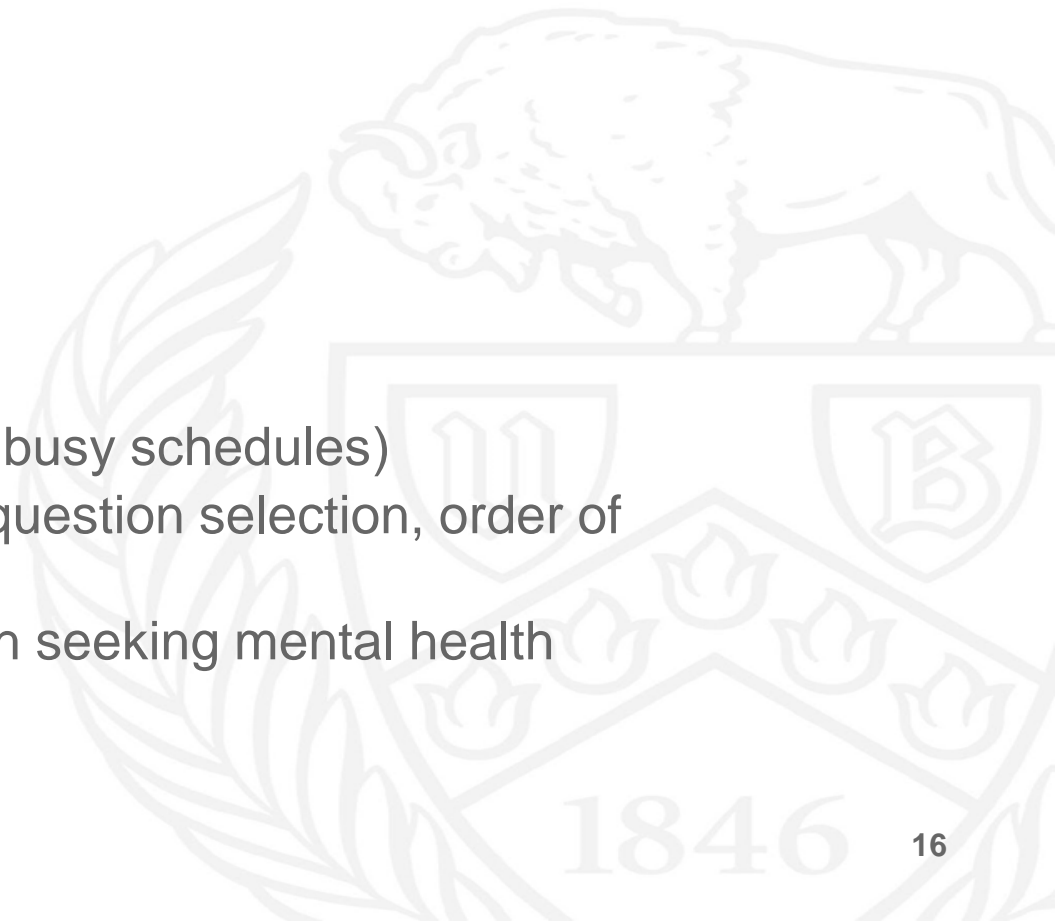 busy schedules)
question selection, order of
n seeking mental health
U B
1846
16